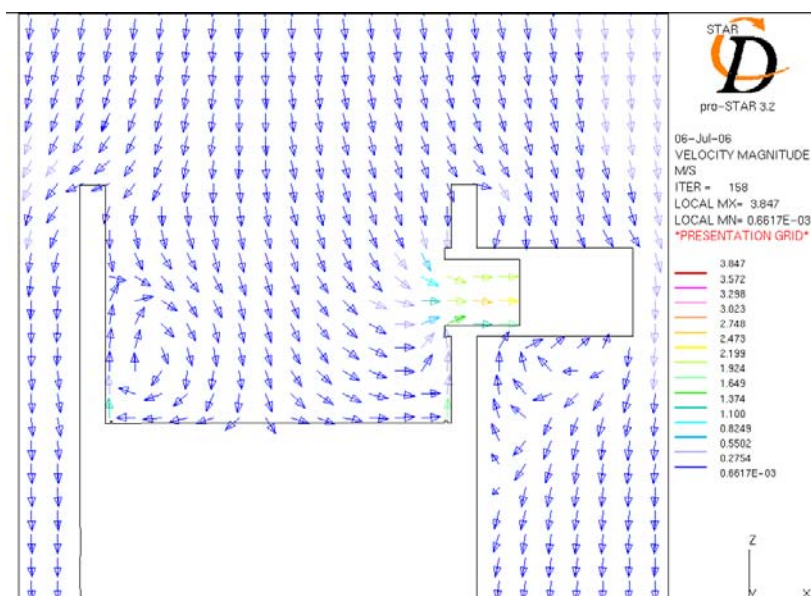 STAR
CD
pro-STAR 3.2
06-Jul-06
VELOCITY MAGNITUDE
M/S
ITER = 158
LOCAL MX= 3.847
LOCAL MN= 0.6617E-03
*PRESENTATION GRID*
3.847
3.572
3.298
3.023
2.748
2.473
2.199
1.924
1.649
1.374
1.100
0.8249
0.5502
0.2754
0.6617E-03
Z
Y
X